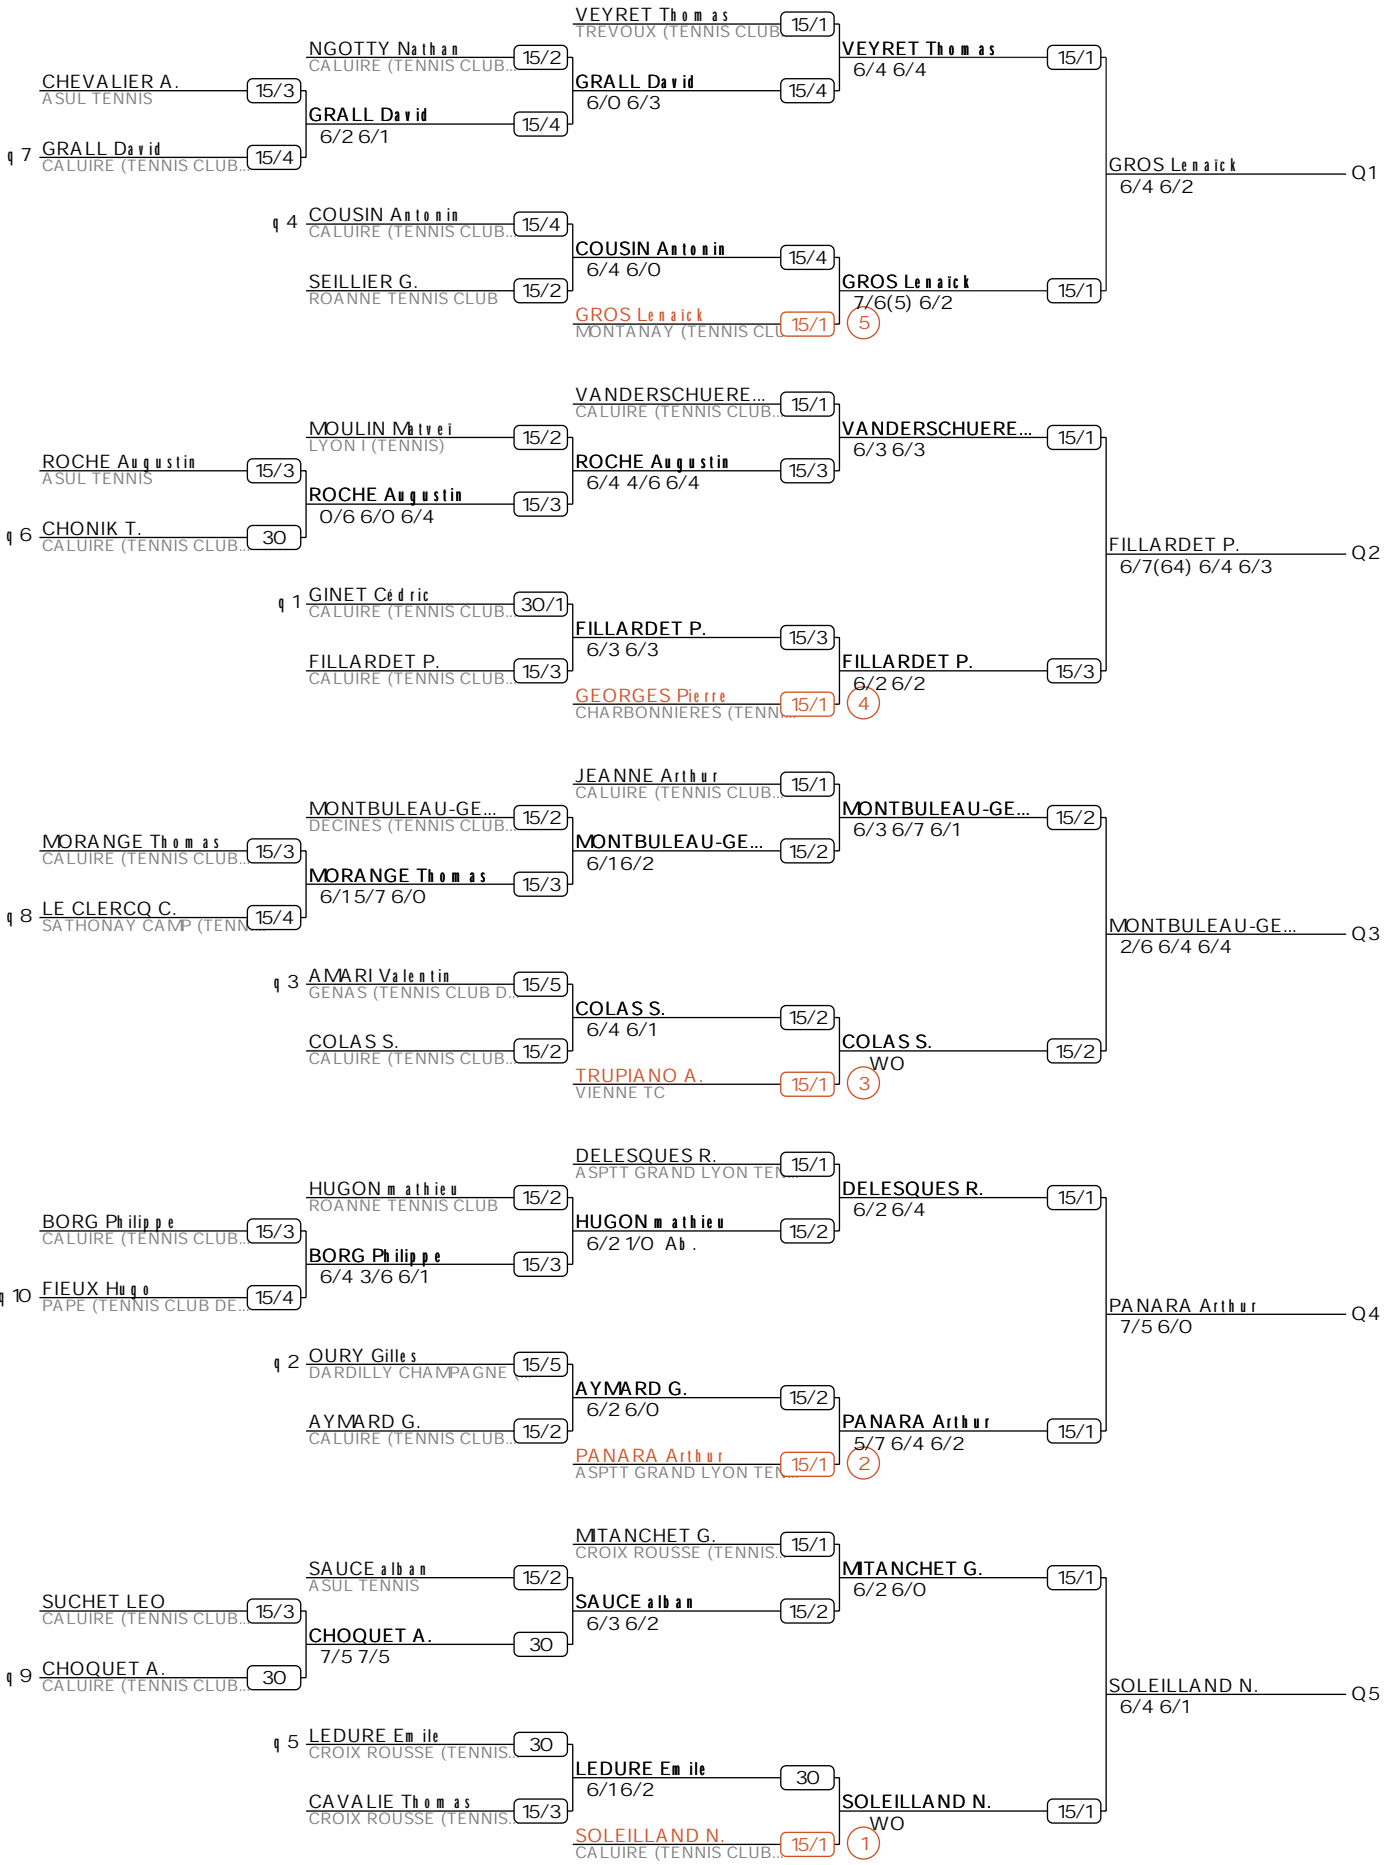 VEYRET Thomas
TREVOUX (TENNIS CLUB...
15/1
NGOTTY Nathan
CALUIRE (TENNIS CLUB...
15/2
VEYRET Thomas
6/4 6/4
15/1
CHEVALIER A.
ASUL TENNIS
15/3
GRALL David
6/0 6/3
15/4
GRALL David
6/2 6/1
15/4
q 7
GRALL David
CALUIRE (TENNIS CLUB...
15/4
GROS Lenaïck
6/4 6/2
Q1
q 4
COUSIN Antonin
CALUIRE (TENNIS CLUB...
15/4
COUSIN Antonin
6/4 6/0
15/4
SEILLIER G.
ROANNE TENNIS CLUB
15/2
GROS Lenaïck
7/6(5) 6/2
15/1
GROS Lenaïck
MONTANAY (TENNIS CLU
15/1
5
VANDERSCHUERE...
CALUIRE (TENNIS CLUB...
15/1
MOULIN Matveï
LYON I (TENNIS)
15/2
VANDERSCHUERE...
6/3 6/3
15/1
ROCHE Augustin
ASUL TENNIS
15/3
ROCHE Augustin
6/4 4/6 6/4
15/3
ROCHE Augustin
0/6 6/0 6/4
15/3
q 6
CHONIK T.
CALUIRE (TENNIS CLUB...
30
FILLARDET P.
6/7(64) 6/4 6/3
Q2
q 1
GINET Cédric
CALUIRE (TENNIS CLUB...
30/1
FILLARDET P.
6/3 6/3
15/3
FILLARDET P.
CALUIRE (TENNIS CLUB...
15/3
FILLARDET P.
6/2 6/2
15/3
GEORGES Pierre
CHARBONNIERES (TENN...
15/1
4
JEANNE Arthur
CALUIRE (TENNIS CLUB...
15/1
MONTBULEAU-GE...
DECINES (TENNIS CLUB...
15/2
MONTBULEAU-GE...
6/3 6/7 6/1
15/2
MORANGE Thomas
CALUIRE (TENNIS CLUB...
15/3
MONTBULEAU-GE...
6/1 6/2
15/2
MORANGE Thomas
6/1 5/7 6/0
15/3
q 8
LE CLERCQ C.
SATHONAY CAMP (TENN...
15/4
MONTBULEAU-GE...
2/6 6/4 6/4
Q3
q 3
AMARI Valentin
GENAS (TENNIS CLUB D...
15/5
COLAS S.
6/4 6/1
15/2
COLAS S.
CALUIRE (TENNIS CLUB...
15/2
COLAS S.
WO
15/2
TRUPIANO A.
VIENNE TC
15/1
3
DELESQUES R.
ASPTT GRAND LYON TEN...
15/1
HUGON mathieu
ROANNE TENNIS CLUB
15/2
DELESQUES R.
6/2 6/4
15/1
BORG Philippe
CALUIRE (TENNIS CLUB...
15/3
HUGON mathieu
6/2 1/0 Ab.
15/2
BORG Philippe
6/4 3/6 6/1
15/3
q 10
FIEUX Hugo
PAPE (TENNIS CLUB DE...
15/4
PANARA Arthur
7/5 6/0
Q4
q 2
OURY Gilles
DARDILLY CHAMPAGNE (...
15/5
AYMARD G.
6/2 6/0
15/2
AYMARD G.
CALUIRE (TENNIS CLUB...
15/2
PANARA Arthur
5/7 6/4 6/2
15/1
PANARA Arthur
ASPTT GRAND LYON TEN...
15/1
2
MITANCHET G.
CROIX ROUSSE (TENNIS...
15/1
SAUCE alban
ASUL TENNIS
15/2
MITANCHET G.
6/2 6/0
15/1
SUCHET LEO
CALUIRE (TENNIS CLUB...
15/3
SAUCE alban
6/3 6/2
15/2
CHOQUET A.
7/5 7/5
30
q 9
CHOQUET A.
CALUIRE (TENNIS CLUB...
30
SOLEILLAND N.
6/4 6/1
Q5
q 5
LEDURE Emile
CROIX ROUSSE (TENNIS...
30
LEDURE Emile
6/1 6/2
30
CAVALIE Thomas
CROIX ROUSSE (TENNIS...
15/3
SOLEILLAND N.
WO
15/1
SOLEILLAND N.
CALUIRE (TENNIS CLUB...
15/1
1